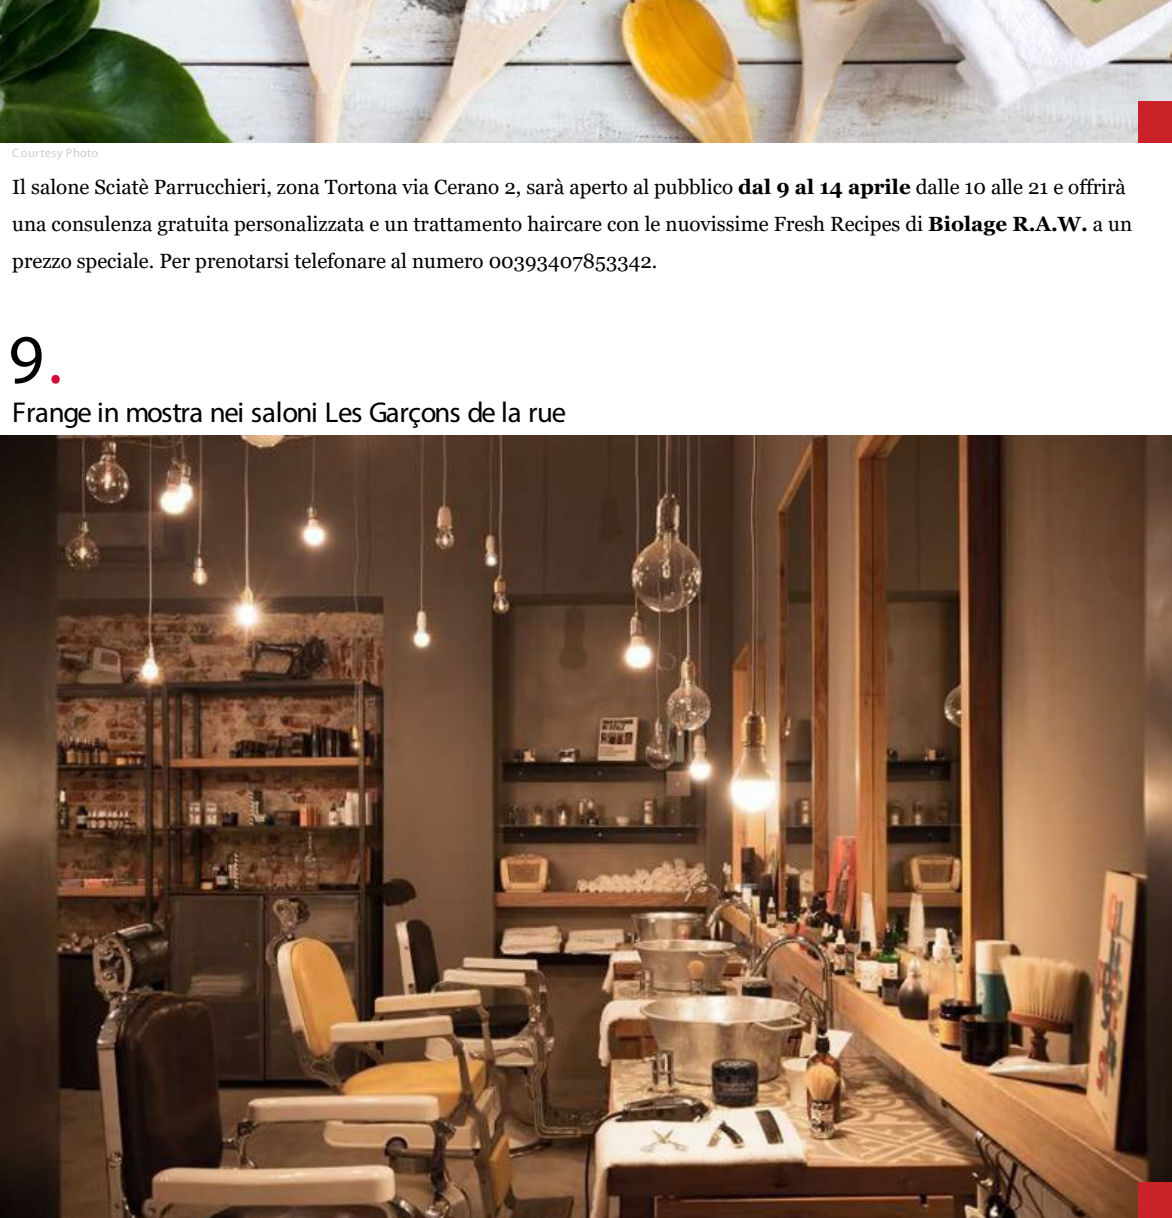 Courtesy Photo
Il salone Sciatè Parrucchieri, zona Tortona via Cerano 2, sarà aperto al pubblico dal 9 al 14 aprile dalle 10 alle 21 e offrirà
una consulenza gratuita personalizzata e un trattamento haircare con le nuovissime Fresh Recipes di Biolage R.A.W. a un
prezzo speciale. Per prenotarsi telefonare al numero 00393407853342.
9.
Frange in mostra nei saloni Les Garçons de la rue